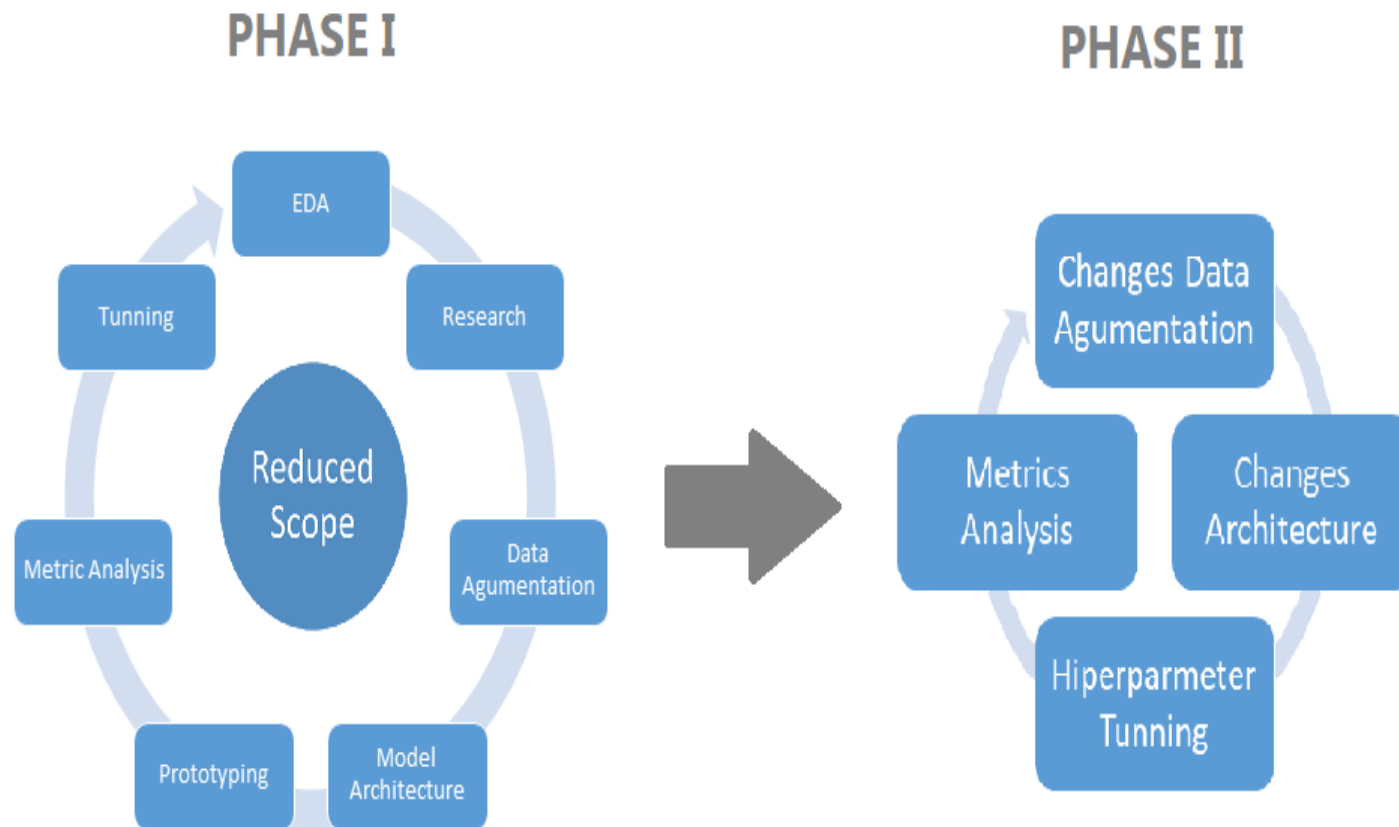 PHASE I
PHASE II
EDA
Research
Data
Agumentation
Model
Architecture
Prototyping
Metric Analysis
Tunning
Reduced
Scope
Changes Data
Agumentation
Changes
Architecture
Hiperparmeter
Tunning
Metrics
Analysis